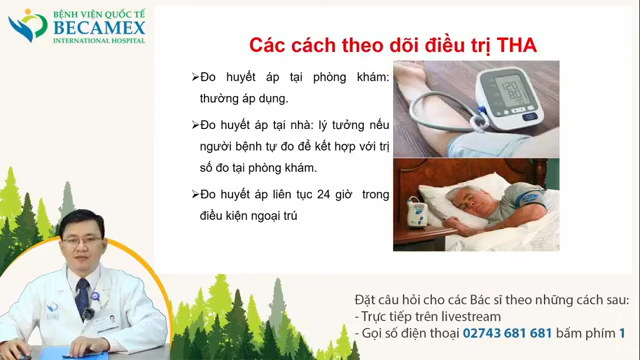 BỆNH VIỆN QUỐC TẾ
BECAMEX
INTERNATIONAL HOSPITAL
Các cách theo dõi điều trị THA
➢Đo huyết áp tại phòng khám:
thường áp dụng.
➢Đo huyết áp tại nhà: lý tưởng nếu
người bệnh tự đo để kết hợp với trị
số đo tại phòng khám.
➢Đo huyết áp liên tục 24 giờ trong
điều kiện ngoại trú
Đặt câu hỏi cho các Bác sĩ theo những cách sau:
- Trực tiếp trên livestream
- Gọi số điện thoại 02743 681 681 bấm phím 1